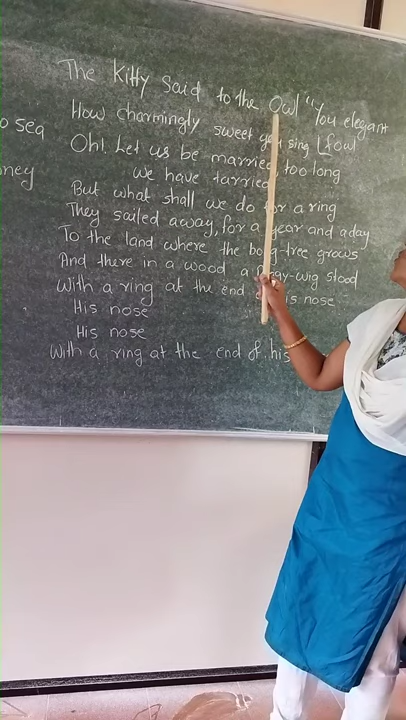 The Kitty Said to the Owl "You elegant
fowl
How charmingly sweet you sing
Oh!. Let us be married, too long
we have tarried
But what shall we do for a ring
They sailed away, for a year and a day
To the land where the bong-tree grows
And there in a wood a Piggy-wig stood
With a ring at the end of his nose
His nose
His nose
With a ring at the end of his
o sea
ney